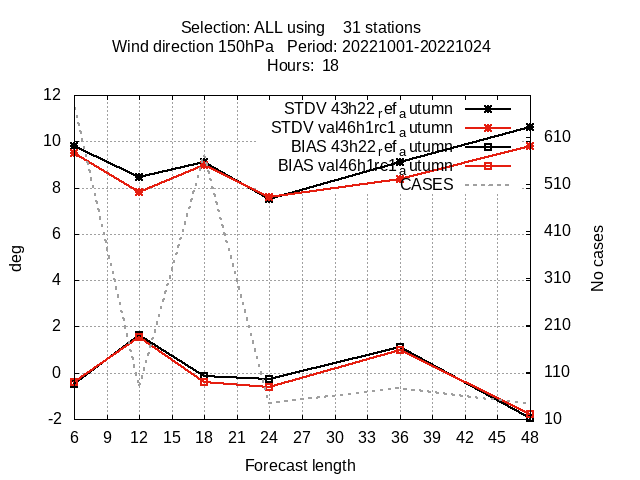 Selection: ALL using    31 stations
Wind direction 150hPa   Period: 20221001-20221024
Hours: 18
STDV 43h22_ref_autumn
STDV val46h1rc1_autumn
BIAS 43h22_ref_autumn
BIAS val46h1rc1_autumn
CASES
12
10
8
6
4
2
0
-2
deg
610
510
410
310
210
110
10
No cases
6 9 12 15 18 21 24 27 30 33 36 39 42 45 48
Forecast length